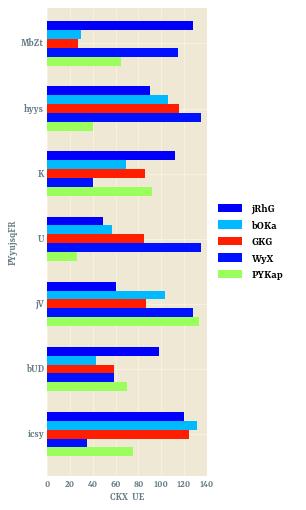 MbZt
hyys
K
U
jV
bUD
icsy
PYyujsqFR
0 20 40 60 80 100 120 140
CKX UE
jRhG
bOKa
GKG
WyX
PYKap